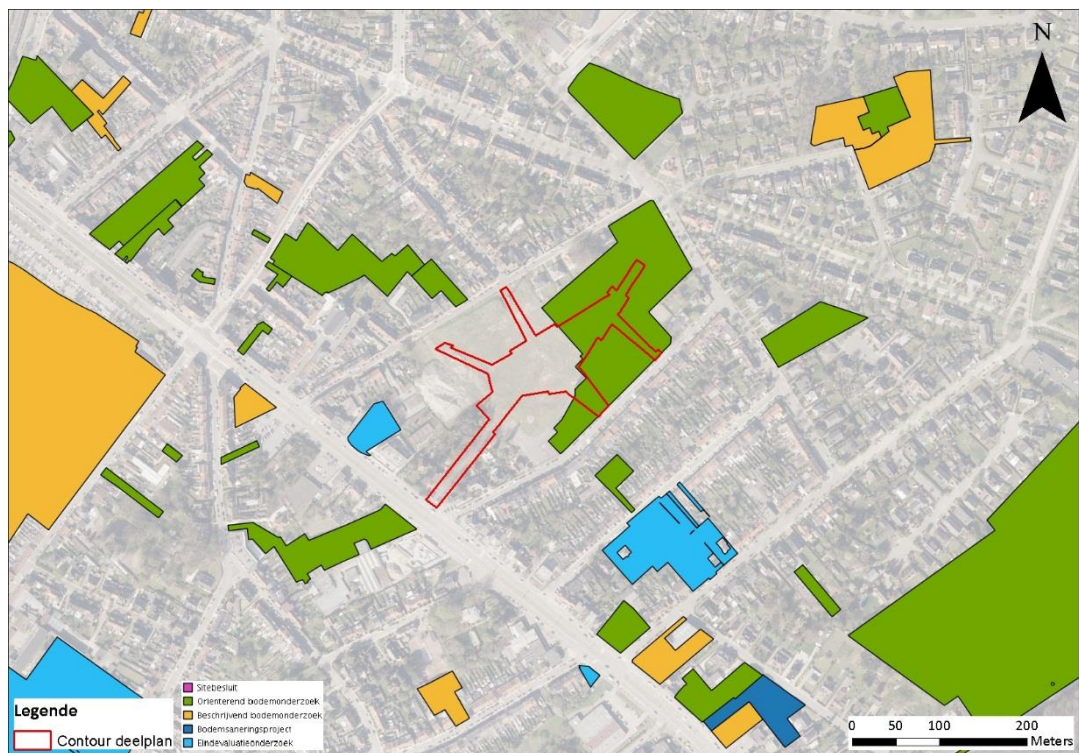 N
Legende
Contour deelplan
Sitebesluit
Oriënterend bodemonderzoek
Beschrijvend bodemonderzoek
Bodemsaneringsproject
Eindevaluatieonderzoek
0 50 100 200
Meters